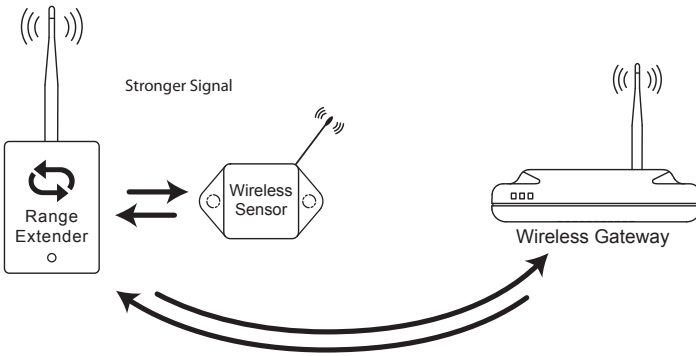 Stronger Signal
Range
Extender
Wireless
Sensor
Wireless Gateway